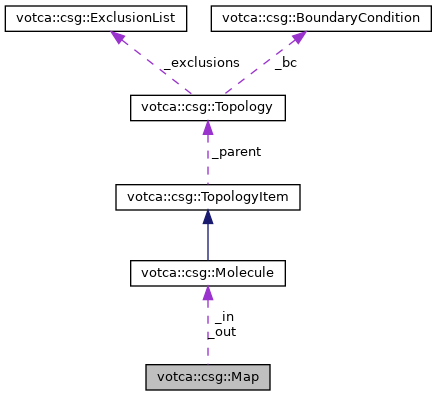 votca::csg::ExclusionList
votca::csg::BoundaryCondition
_exclusions
_bc
votca::csg::Topology
_parent
votca::csg::TopologyItem
votca::csg::Molecule
_in
_out
votca::csg::Map